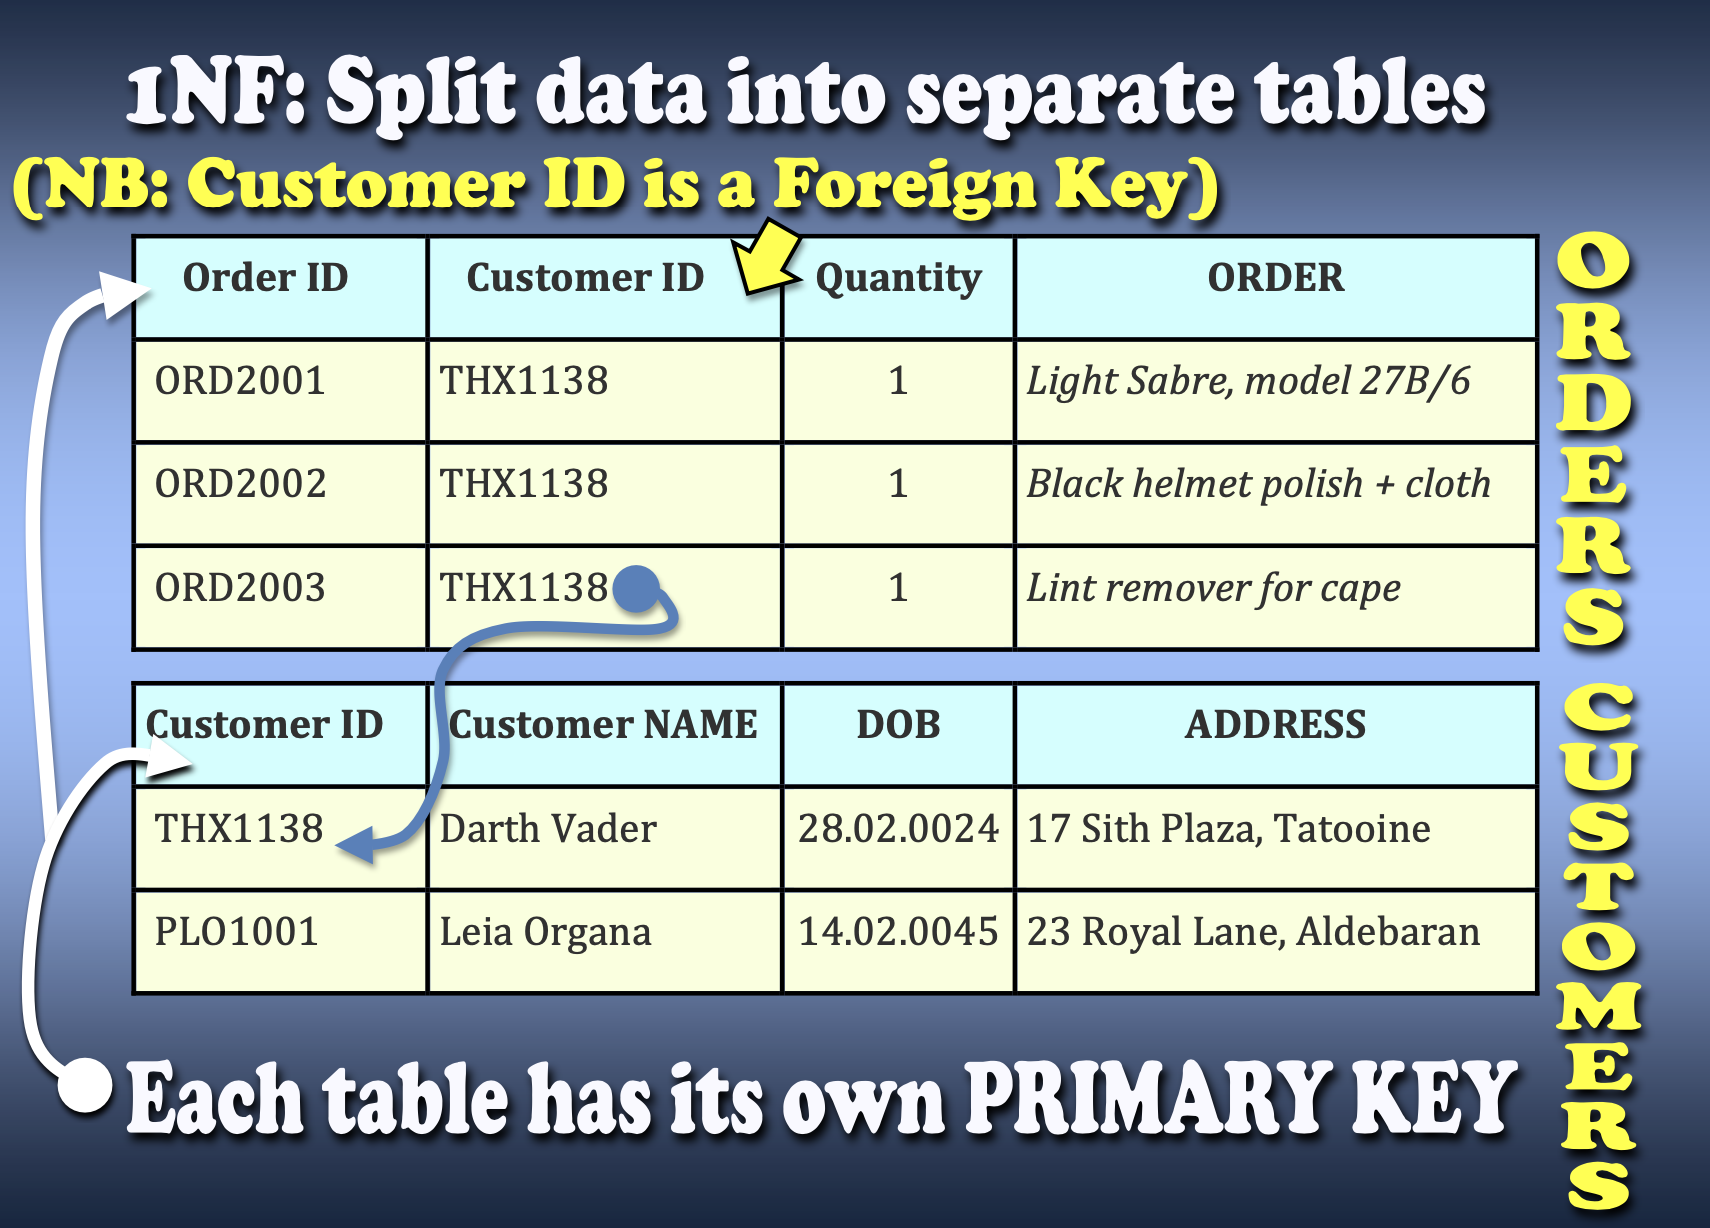 1NF: Split data into separate tables
(NB: Customer ID is a Foreign Key)
Order ID Customer ID Quantity ORDER
ORD2001 THX1138 1 Light Sabre, model 27B/6
ORD2002 THX1138 1 Black helmet polish + cloth
ORD2003 THX1138 1 Lint remover for cape
ORDERS
Customer ID Customer NAME DOB ADDRESS
THX1138 Darth Vader 28.02.0024 17 Sith Plaza, Tatooine
PLO1001 Leia Organa 14.02.0045 23 Royal Lane, Aldebaran
CUSTOMERS
Each table has its own PRIMARY KEY